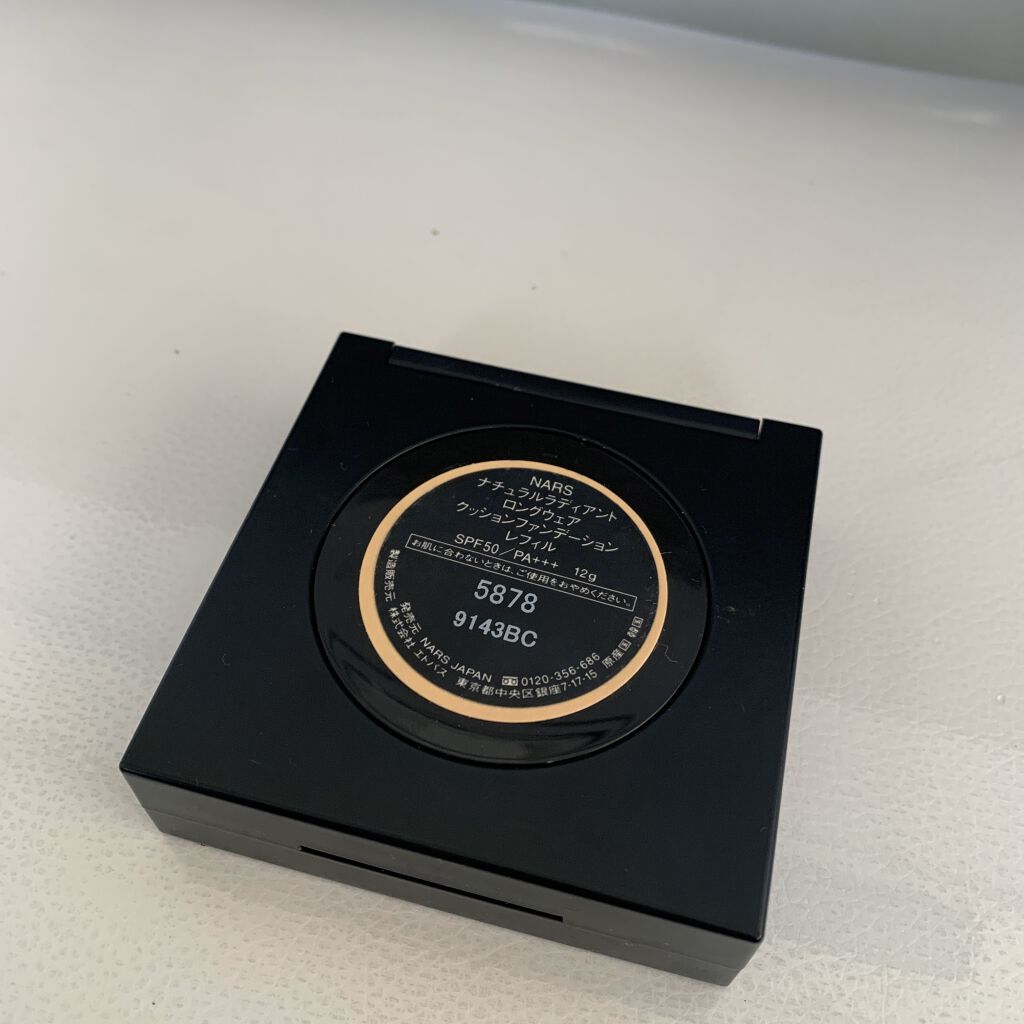 NARS
ナチュラルラディアント
ロングウェア
クッションファンデーション
レフィル
SPF50/PA+++ 12g
お肌に合わないときは、ご使用をおやめください。
5878
9143BC
発売元 NARS JAPAN 0120-356-686 原産国 韓国
製造販売元 株式会社 エトバス 東京都中央区銀座7-17-15